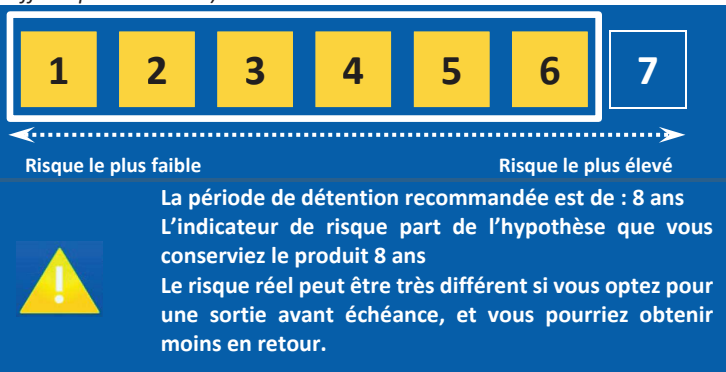 1 2 3 4 5 6 7
Risque le plus faible Risque le plus élevé
La période de détention recommandée est de : 8 ans
L’indicateur de risque part de l’hypothèse que vous
conserviez le produit 8 ans
Le risque réel peut être très différent si vous optez pour
une sortie avant échéance, et vous pourriez obtenir
moins en retour.